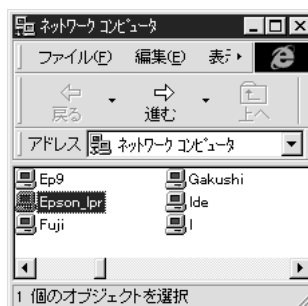 ネットワーク コンピュータ
ファイル(F) 編集(E) 表示
戻る 進む 上へ
アドレス ネットワーク コンピュータ
Ep9 Gakushi
Epson_lpr Ide
Fuji I
1 個のオブジェクトを選択